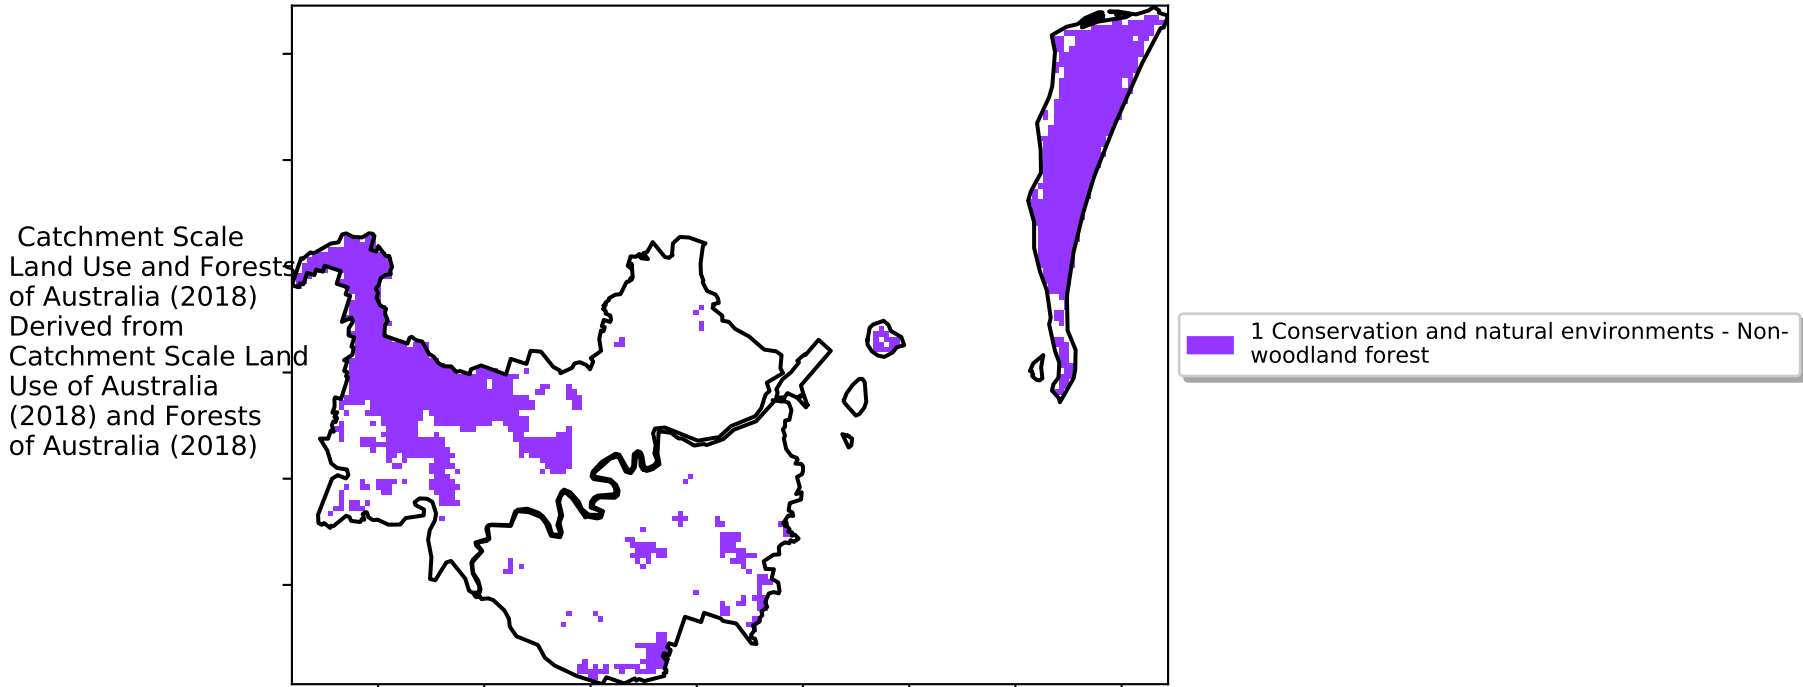 Catchment Scale
Land Use and Forests
of Australia (2018)
Derived from
Catchment Scale Land
Use of Australia
(2018) and Forests
of Australia (2018)
1 Conservation and natural environments - Non-
woodland forest